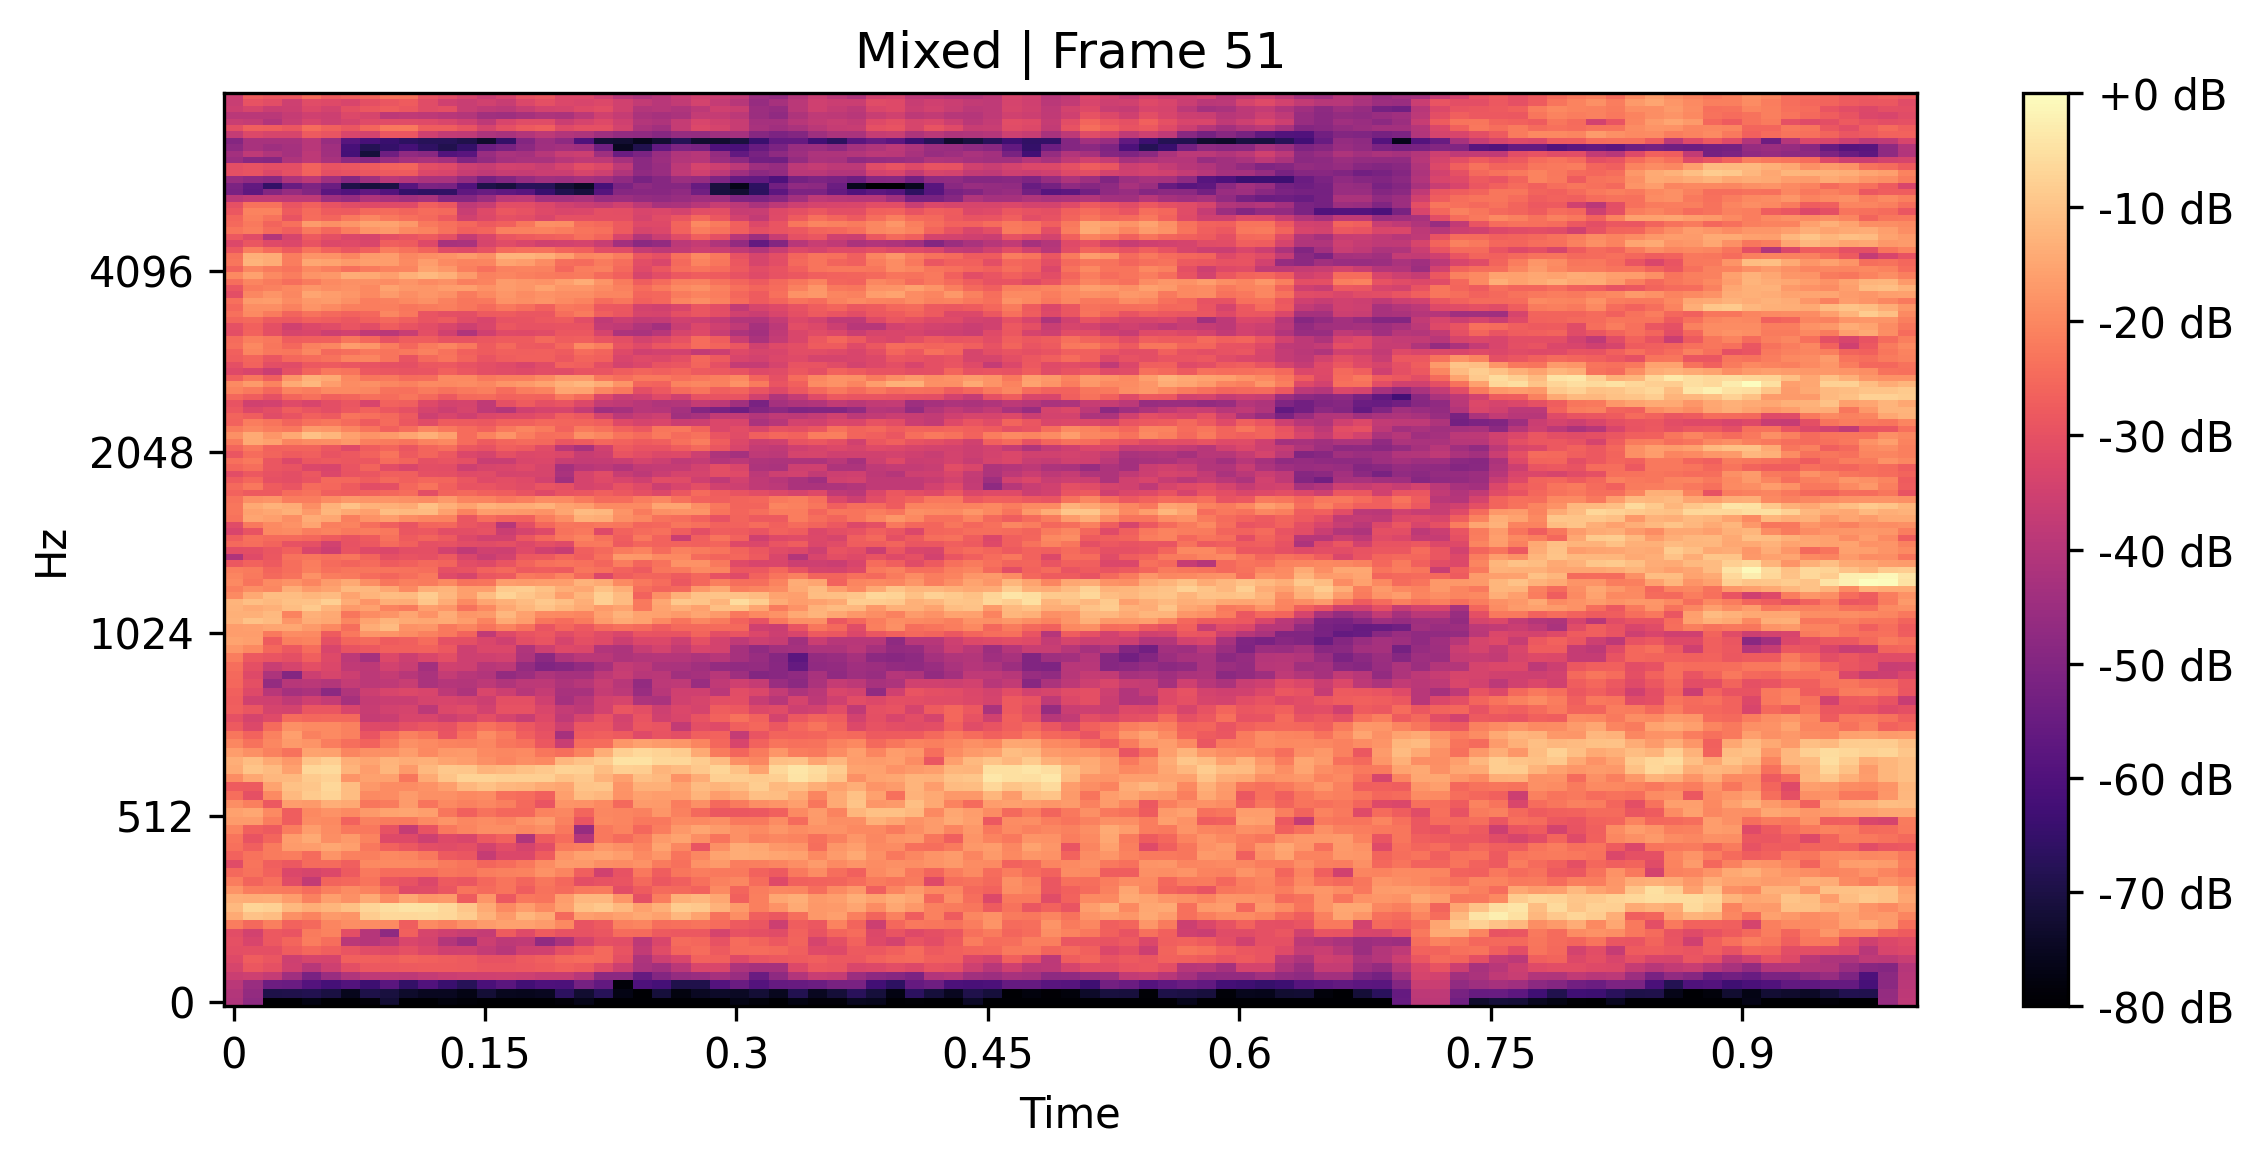 Mixed | Frame 51
+0 dB
-10 dB
-20 dB
-30 dB
-40 dB
-50 dB
-60 dB
-70 dB
-80 dB
Hz
4096
2048
1024
512
0
0 0.15 0.3 0.45 0.6 0.75 0.9
Time